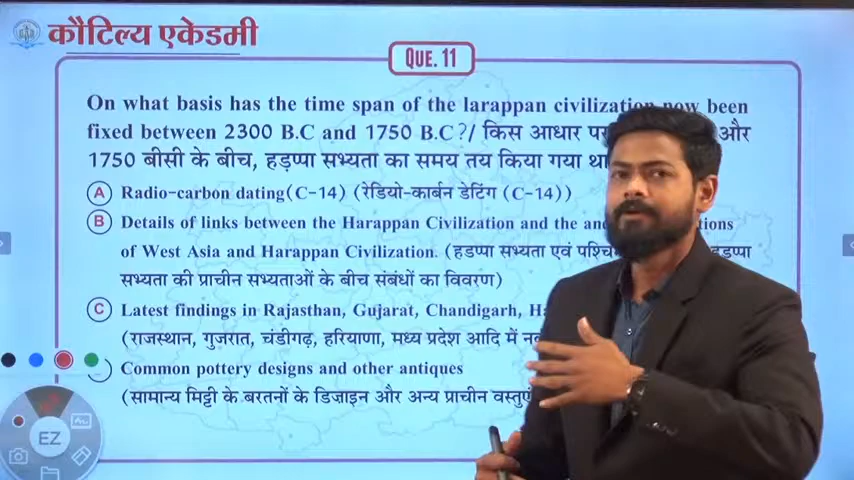 कौटिल्य एकेडमी
QUE. 11
On what basis has the time span of the larappan civilization now been
fixed between 2300 B.C and 1750 B.C?/ किस आधार पर और
1750 बीसी के बीच, हड़प्पा सभ्यता का समय तय किया गया था
A Radio-carbon dating(C-14) (रेडियो-कार्बन डेटिंग (C-14))
B Details of links between the Harappan Civilization and the
of West Asia and Harappan Civilization. (हडप्पा सभ्यता एवं हडप्पा
सभ्यता की प्राचीन सभ्यताओं के बीच संबंधों का विवरण)
C Latest findings in Rajasthan, Gujarat, Chandigarh,
(राजस्थान, गुजरात, चंडीगढ़, हरियाणा, मध्य प्रदेश आदि में
Common pottery designs and other antiques
(सामान्य मिट्टी के बरतनों के डिजाइन और अन्य प्राचीन
EZ